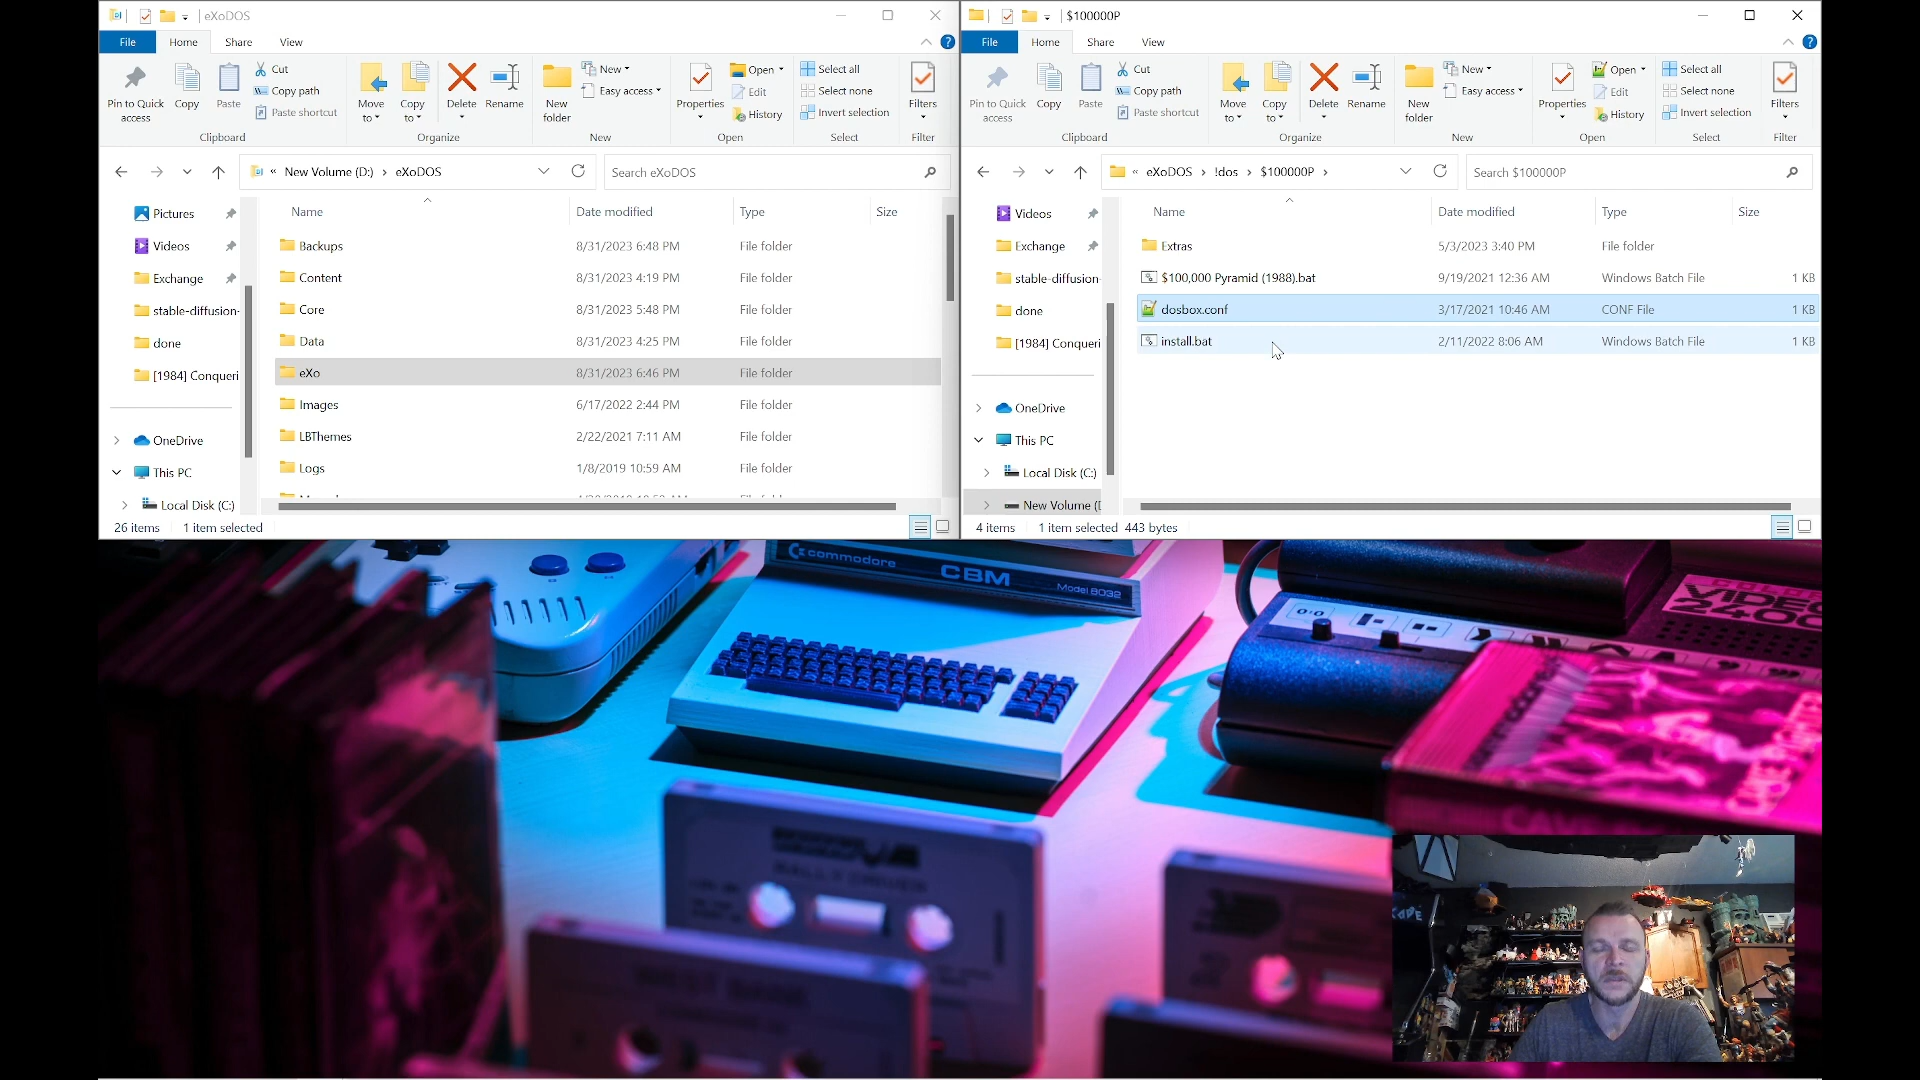 eXoDOS
File Home Share View
Pin to Quick access
Copy
Paste
Cut
Copy path
Paste shortcut
Clipboard
Move to
Copy to
Delete
Rename
Organize
New folder
New
Easy access
New
Properties
Open
Edit
History
Open
Select all
Select none
Invert selection
Select
Filters
Filter
« New Volume (D:) › eXoDOS
Search eXoDOS
Pictures
Videos
Exchange
stable-diffusion-
done
[1984] Conqueri
OneDrive
This PC
Local Disk (C:)
Name Date modified Type Size
Backups 8/31/2023 6:48 PM File folder
Content 8/31/2023 4:19 PM File folder
Core 8/31/2023 5:48 PM File folder
Data 8/31/2023 4:25 PM File folder
eXo 8/31/2023 6:46 PM File folder
Images 6/17/2022 2:44 PM File folder
LBThemes 2/22/2021 7:11 AM File folder
Logs 1/8/2019 10:59 AM File folder
26 items 1 item selected
$100000P
File Home Share View
Pin to Quick access
Copy
Paste
Cut
Copy path
Paste shortcut
Clipboard
Move to
Copy to
Delete
Rename
Organize
New folder
New
Easy access
New
Properties
Open
Edit
History
Open
Select all
Select none
Invert selection
Select
Filters
Filter
« eXoDOS › !dos › $100000P ›
Search $100000P
Videos
Exchange
stable-diffusion-
done
[1984] Conqueri
OneDrive
This PC
Local Disk (C:)
New Volume (
Name Date modified Type Size
Extras 5/3/2023 3:40 PM File folder
$100,000 Pyramid (1988).bat 9/19/2021 12:36 AM Windows Batch File 1 KB
dosbox.conf 3/17/2021 10:46 AM CONF File 1 KB
install.bat 2/11/2022 8:06 AM Windows Batch File 1 KB
4 items 1 item selected 443 bytes
commodore CBM Model 8032
VIDEO
2400